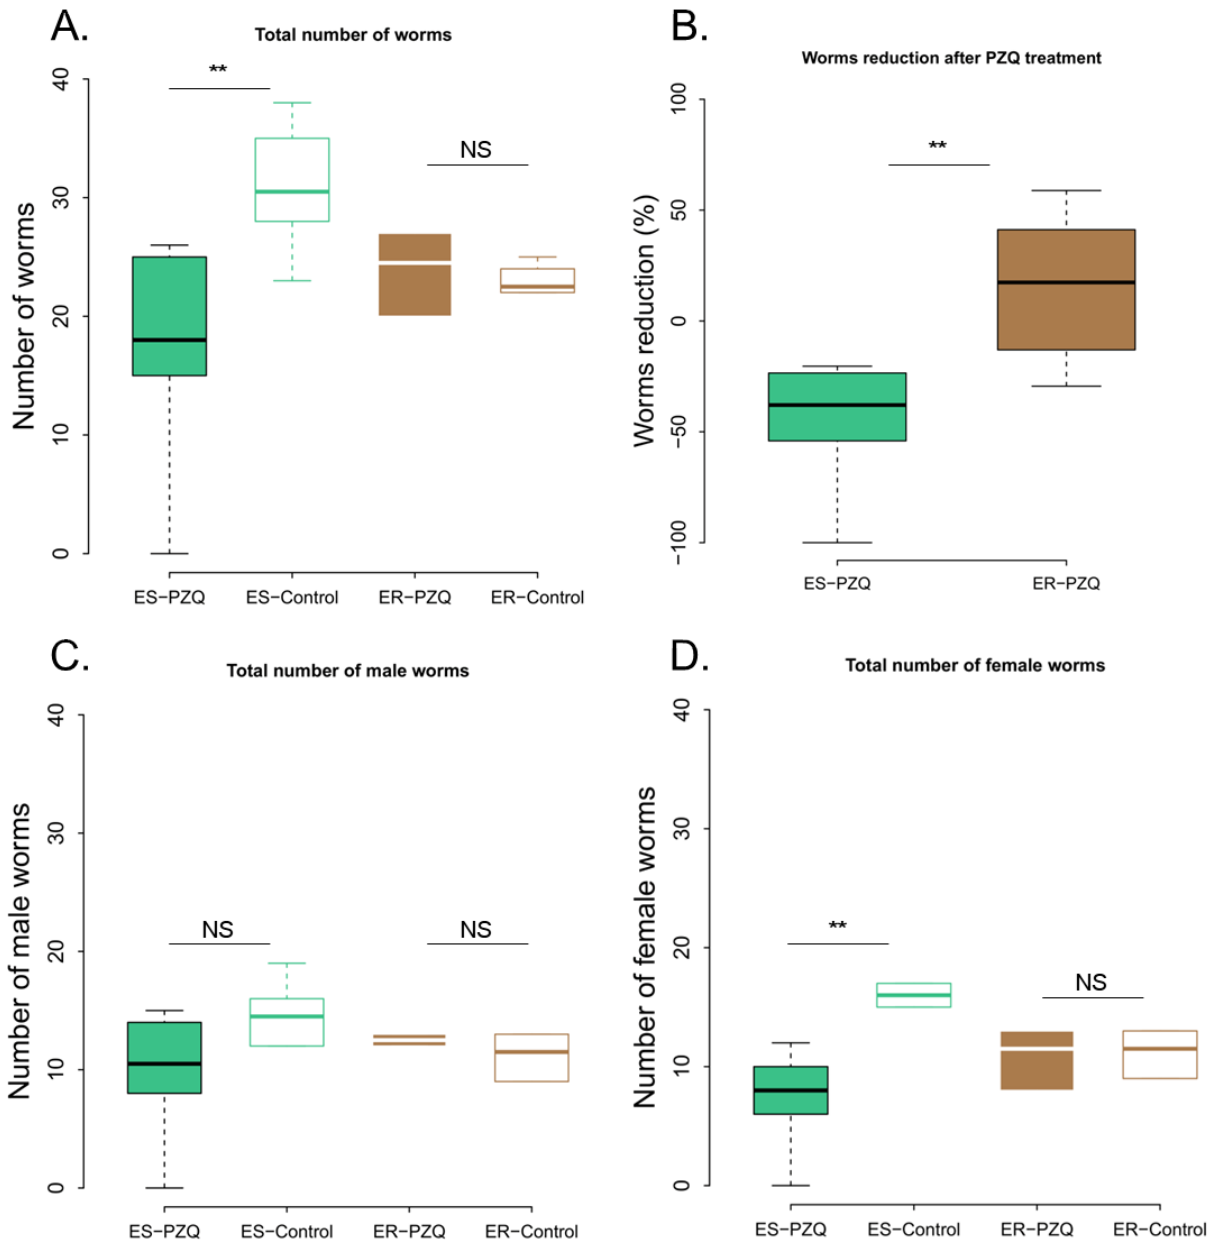 A.
Total number of worms
**
NS
Number of worms
40
30
20
10
0
ES−PZQ
ES−Control
ER−PZQ
ER−Control
B.
Worms reduction after PZQ treatment
**
Worms reduction (%)
100
50
0
−50
−100
ES−PZQ
ER−PZQ
C.
Total number of male worms
NS
NS
Number of male worms
40
30
20
10
0
ES−PZQ
ES−Control
ER−PZQ
ER−Control
D.
Total number of female worms
**
NS
Number of female worms
40
30
20
10
0
ES−PZQ
ES−Control
ER−PZQ
ER−Control